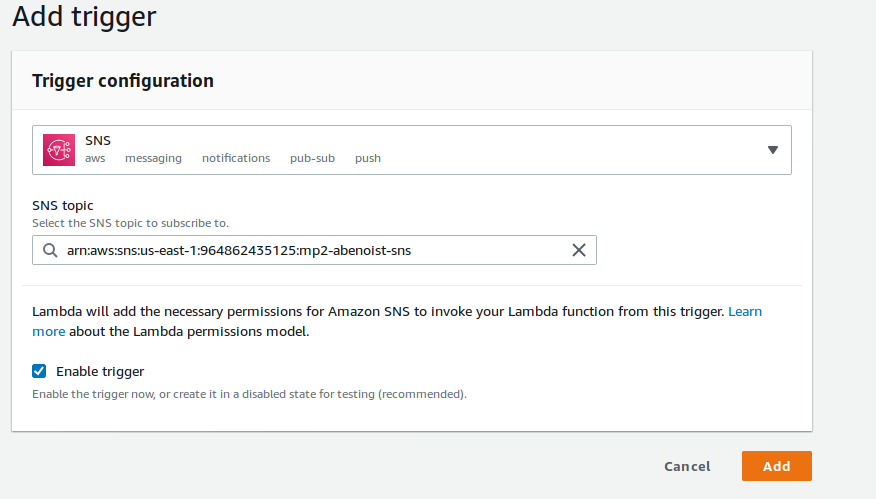 Add trigger
Trigger configuration
SNS
aws messaging notifications pub-sub push
SNS topic
Select the SNS topic to subscribe to.
arn:aws:sns:us-east-1:964862435125:mp2-abenoist-sns
Lambda will add the necessary permissions for Amazon SNS to invoke your Lambda function from this trigger. Learn
more about the Lambda permissions model.
Enable trigger
Enable the trigger now, or create it in a disabled state for testing (recommended).
Cancel Add